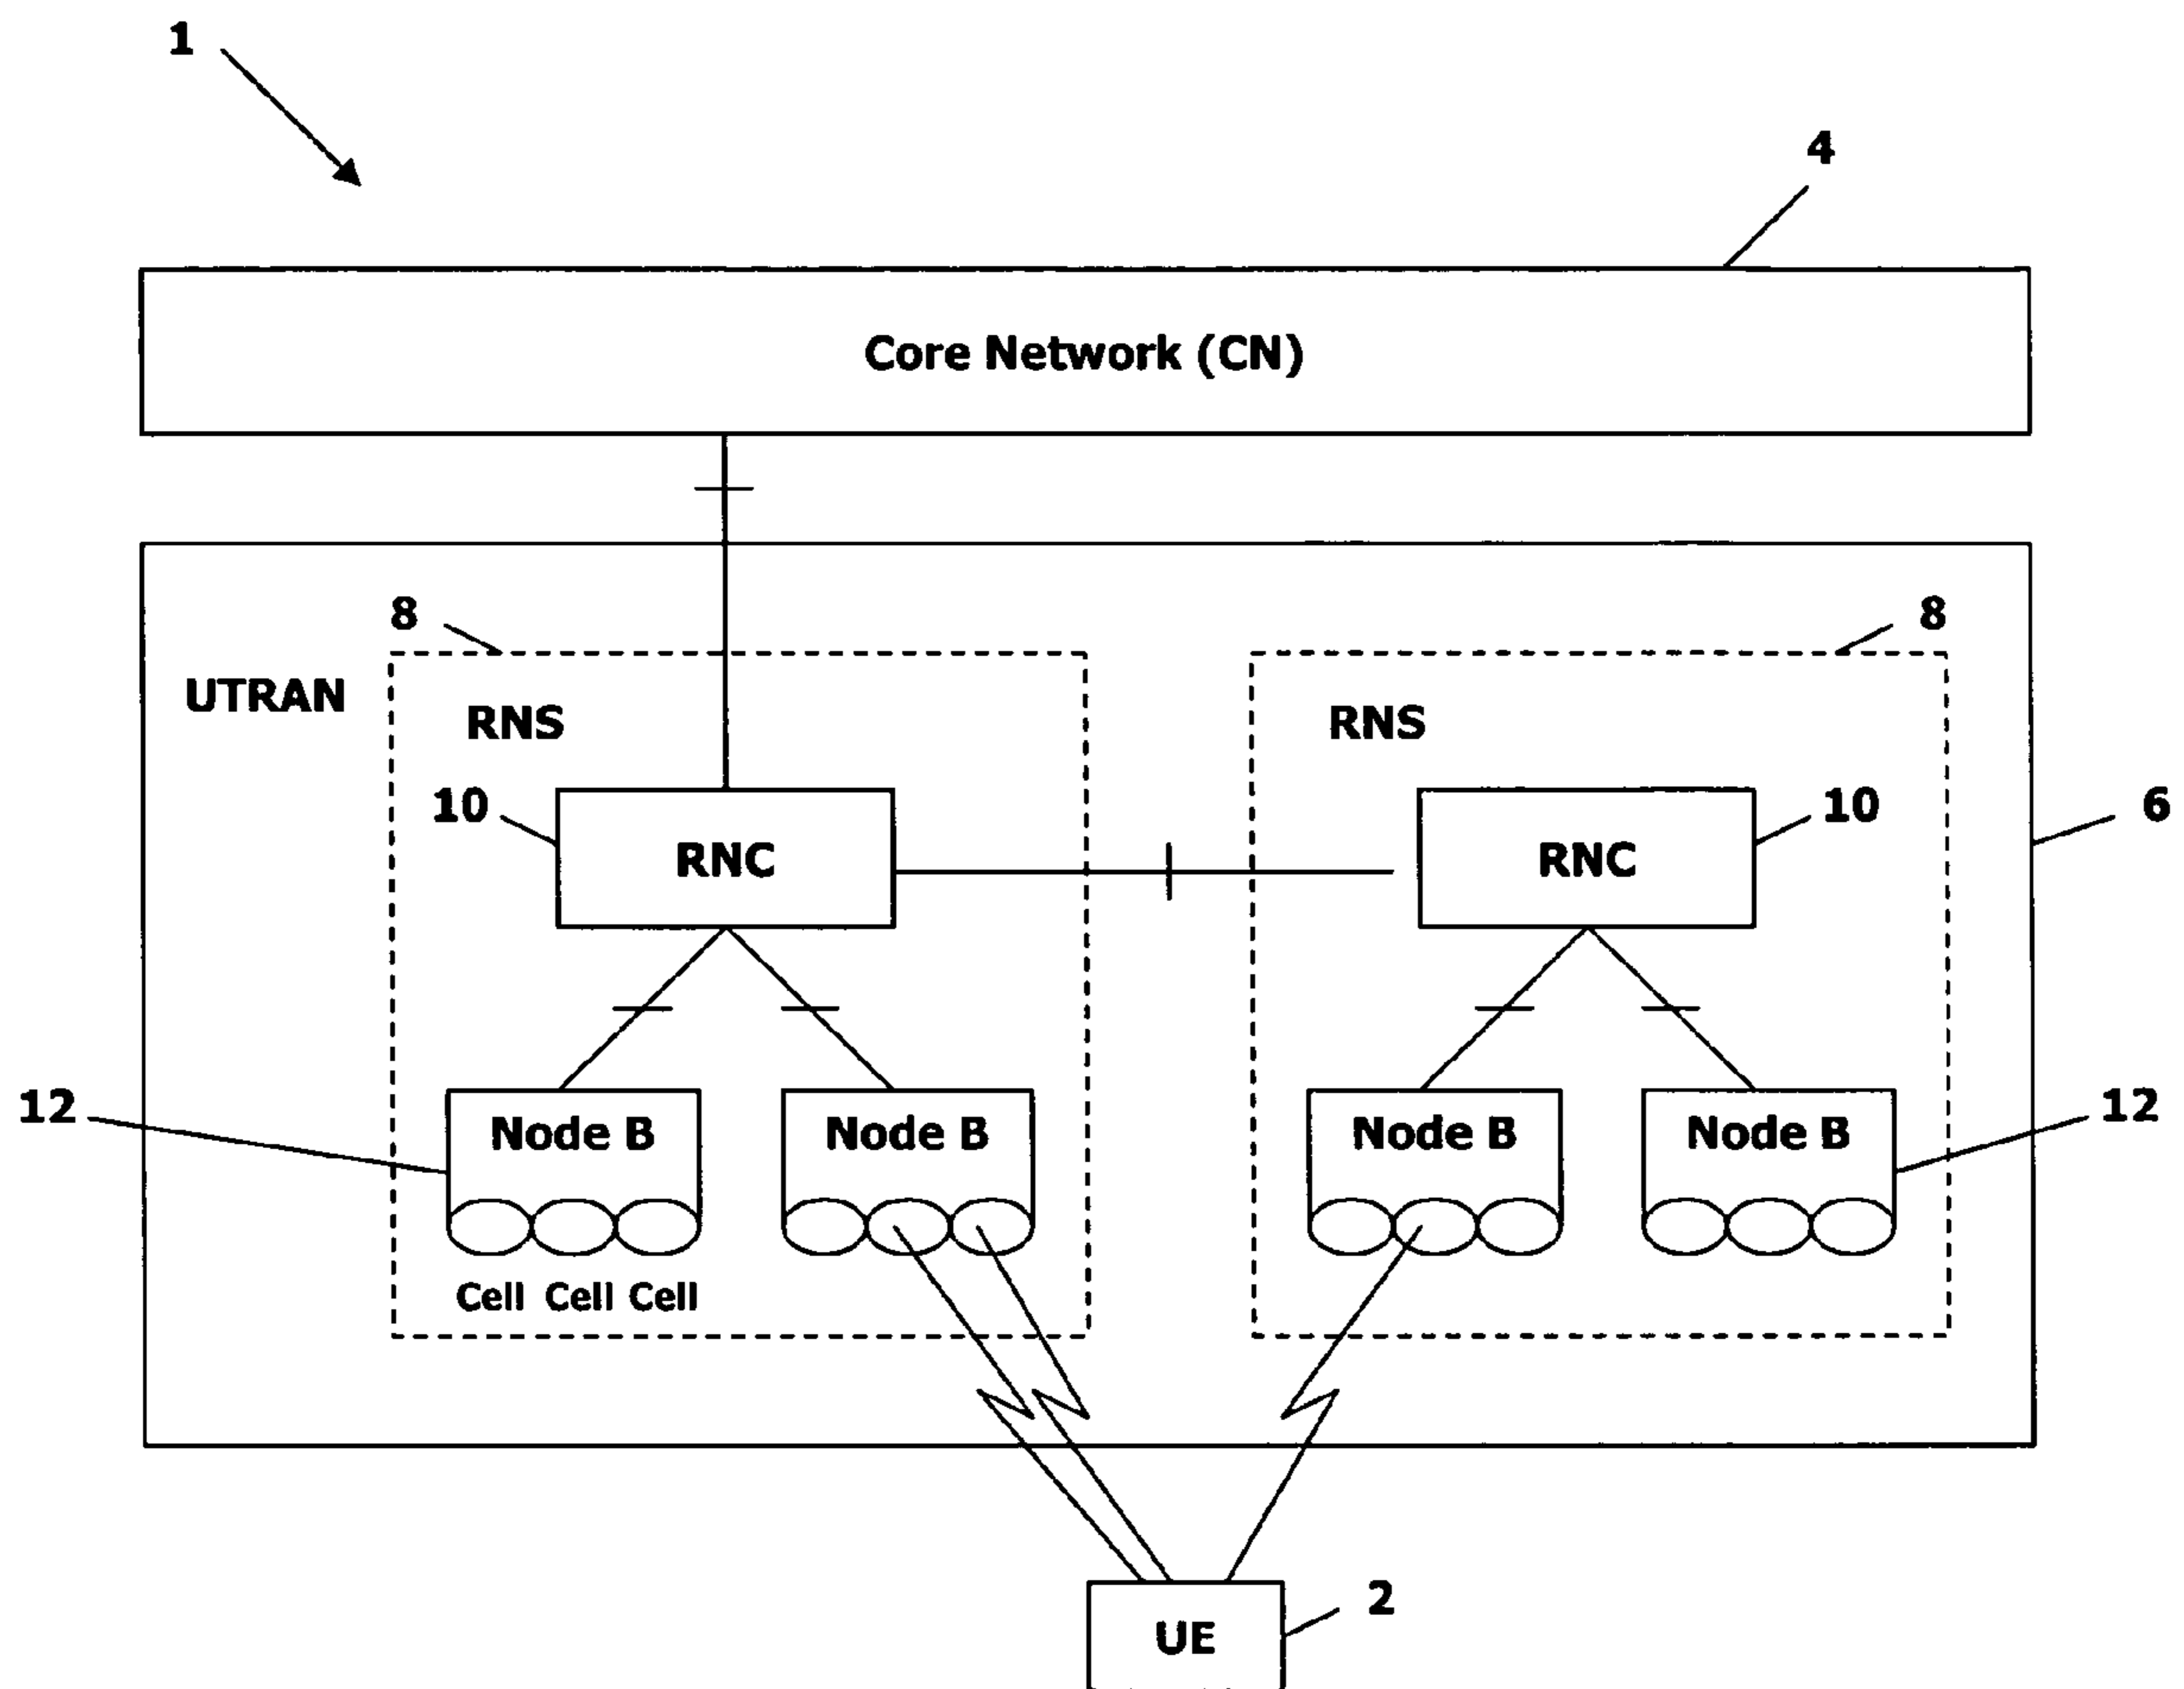 1
4
Core Network (CN)
8
8
UTRAN
RNS
RNS
10
RNC
RNC
10
6
12
Node B
Node B
Node B
Node B
12
Cell Cell Cell
UE
2